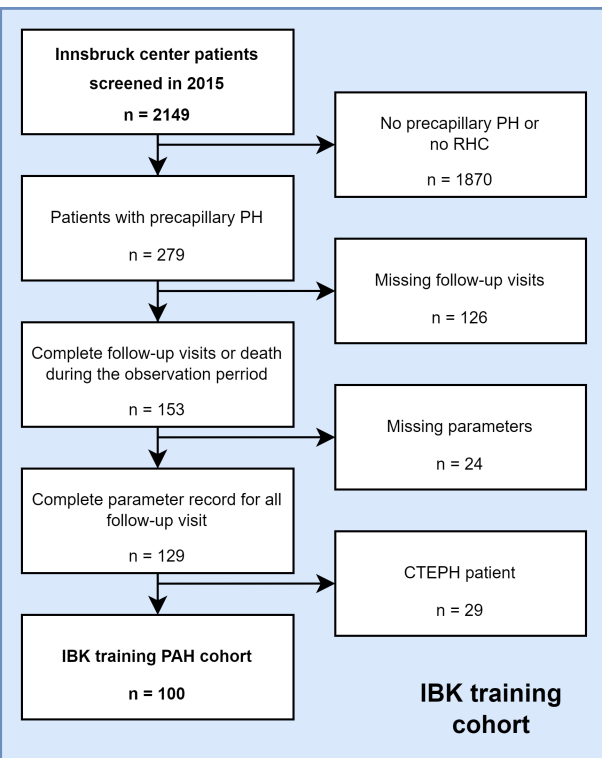 Innsbruck center patients
screened in 2015
n = 2149
No precapillary PH or
no RHC
n = 1870
Patients with precapillary PH
n = 279
Missing follow-up visits
n = 126
Complete follow-up visits or death
during the observation perriod
n = 153
Missing parameters
n = 24
Complete parameter record for all
follow-up visit
n = 129
CTEPH patient
n = 29
IBK training PAH cohort
n = 100
IBK training
cohort